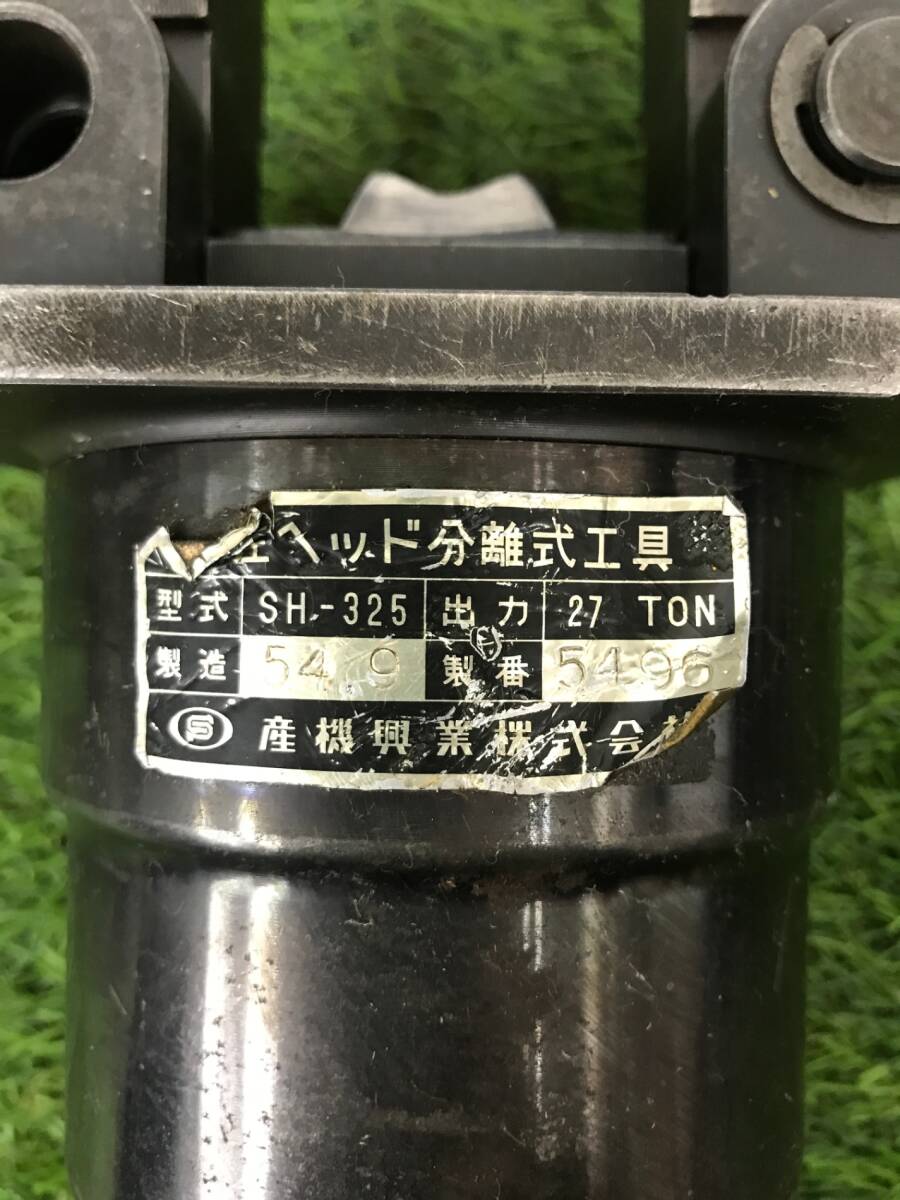 圧ヘッド分離式工具
型式 SH-325 出力 27 TON
製造 54 9 製番 5496
産機興業株式会社